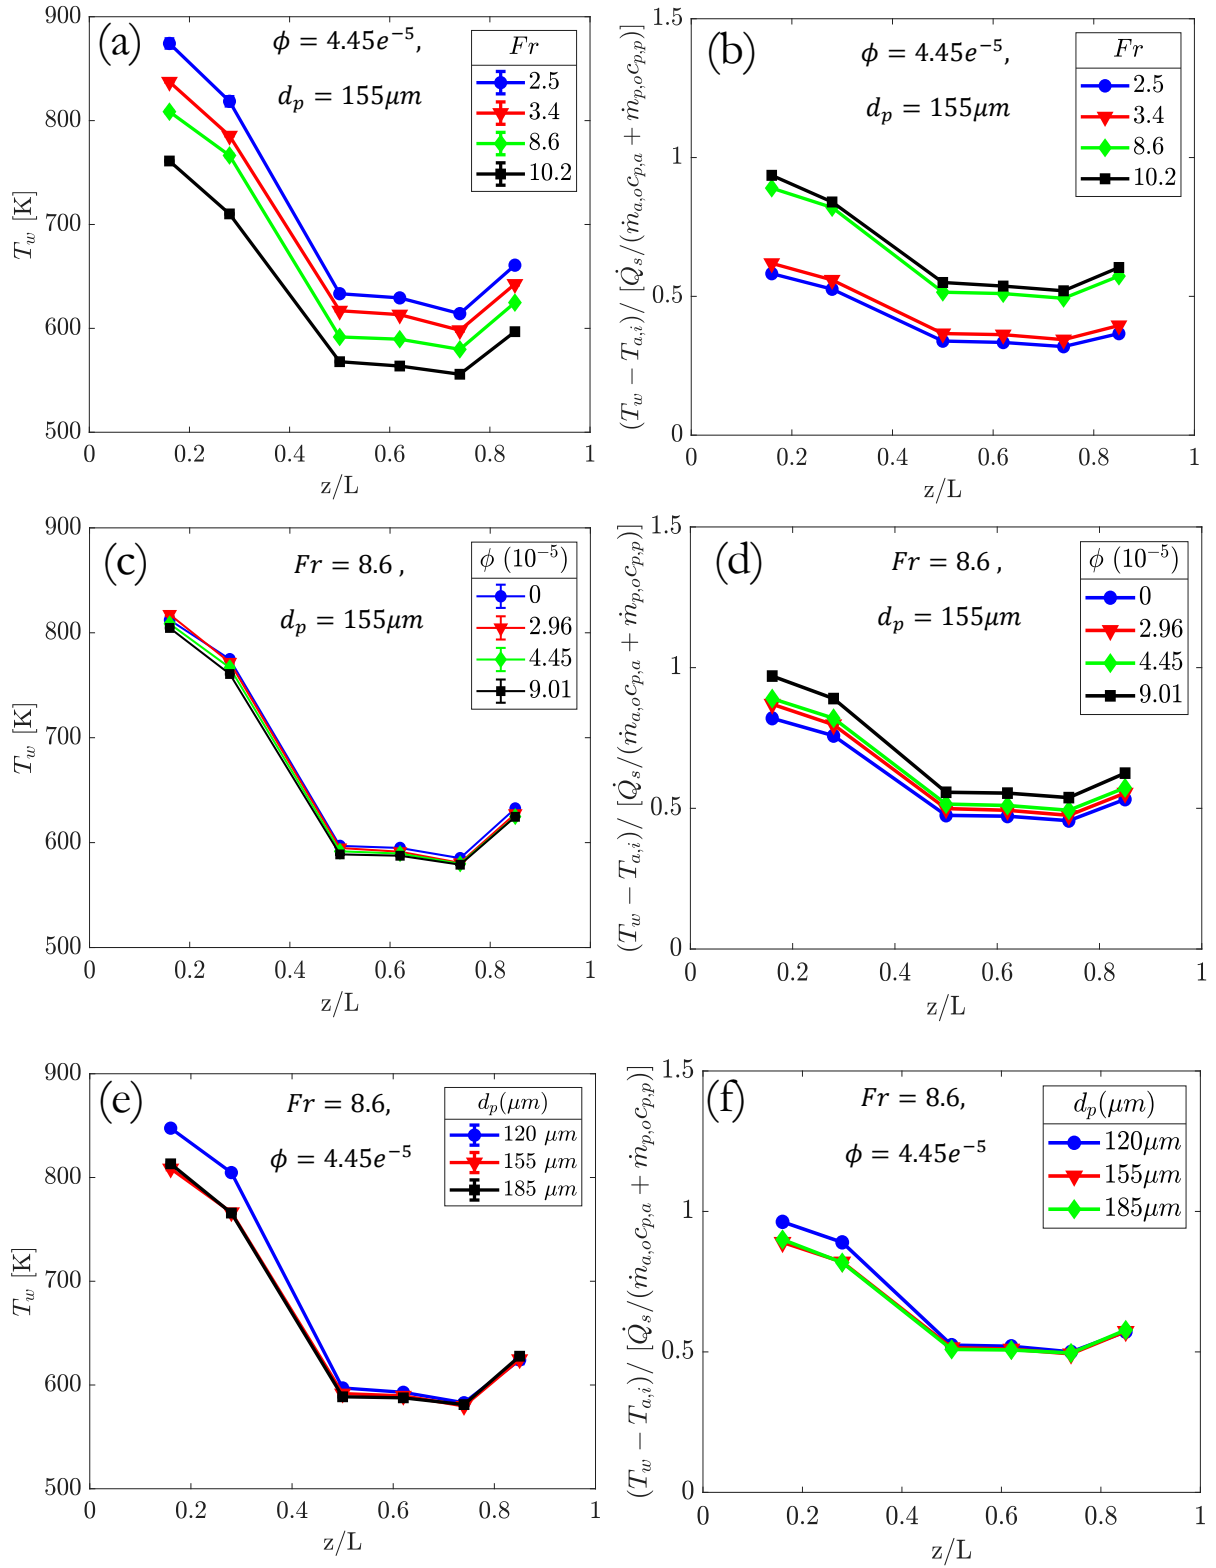 (a)
ϕ = 4.45e⁻⁵,
d_p = 155μm
Fr
2.5
3.4
8.6
10.2
900
800
700
600
500
T_w [K]
0 0.2 0.4 0.6 0.8 1
z/L
(b)
ϕ = 4.45e⁻⁵,
d_p = 155μm
Fr
2.5
3.4
8.6
10.2
1.5
1
0.5
0
(T_w − T_{a,i})/ [Q̇_s/(ṁ_{a,o}c_{p,a} + ṁ_{p,o}c_{p,p})]
0 0.2 0.4 0.6 0.8 1
z/L
(c)
Fr = 8.6 ,
d_p = 155μm
ϕ (10⁻⁵)
0
2.96
4.45
9.01
900
800
700
600
500
T_w [K]
0 0.2 0.4 0.6 0.8 1
z/L
(d)
Fr = 8.6 ,
d_p = 155μm
ϕ (10⁻⁵)
0
2.96
4.45
9.01
1.5
1
0.5
0
(T_w − T_{a,i})/ [Q̇_s/(ṁ_{a,o}c_{p,a} + ṁ_{p,o}c_{p,p})]
0 0.2 0.4 0.6 0.8 1
z/L
(e)
Fr = 8.6,
ϕ = 4.45e⁻⁵
d_p(μm)
120 μm
155 μm
185 μm
900
800
700
600
500
T_w [K]
0 0.2 0.4 0.6 0.8 1
z/L
(f)
Fr = 8.6,
ϕ = 4.45e⁻⁵
d_p(μm)
120μm
155μm
185μm
1.5
1
0.5
0
(T_w − T_{a,i})/ [Q̇_s/(ṁ_{a,o}c_{p,a} + ṁ_{p,o}c_{p,p})]
0 0.2 0.4 0.6 0.8 1
z/L